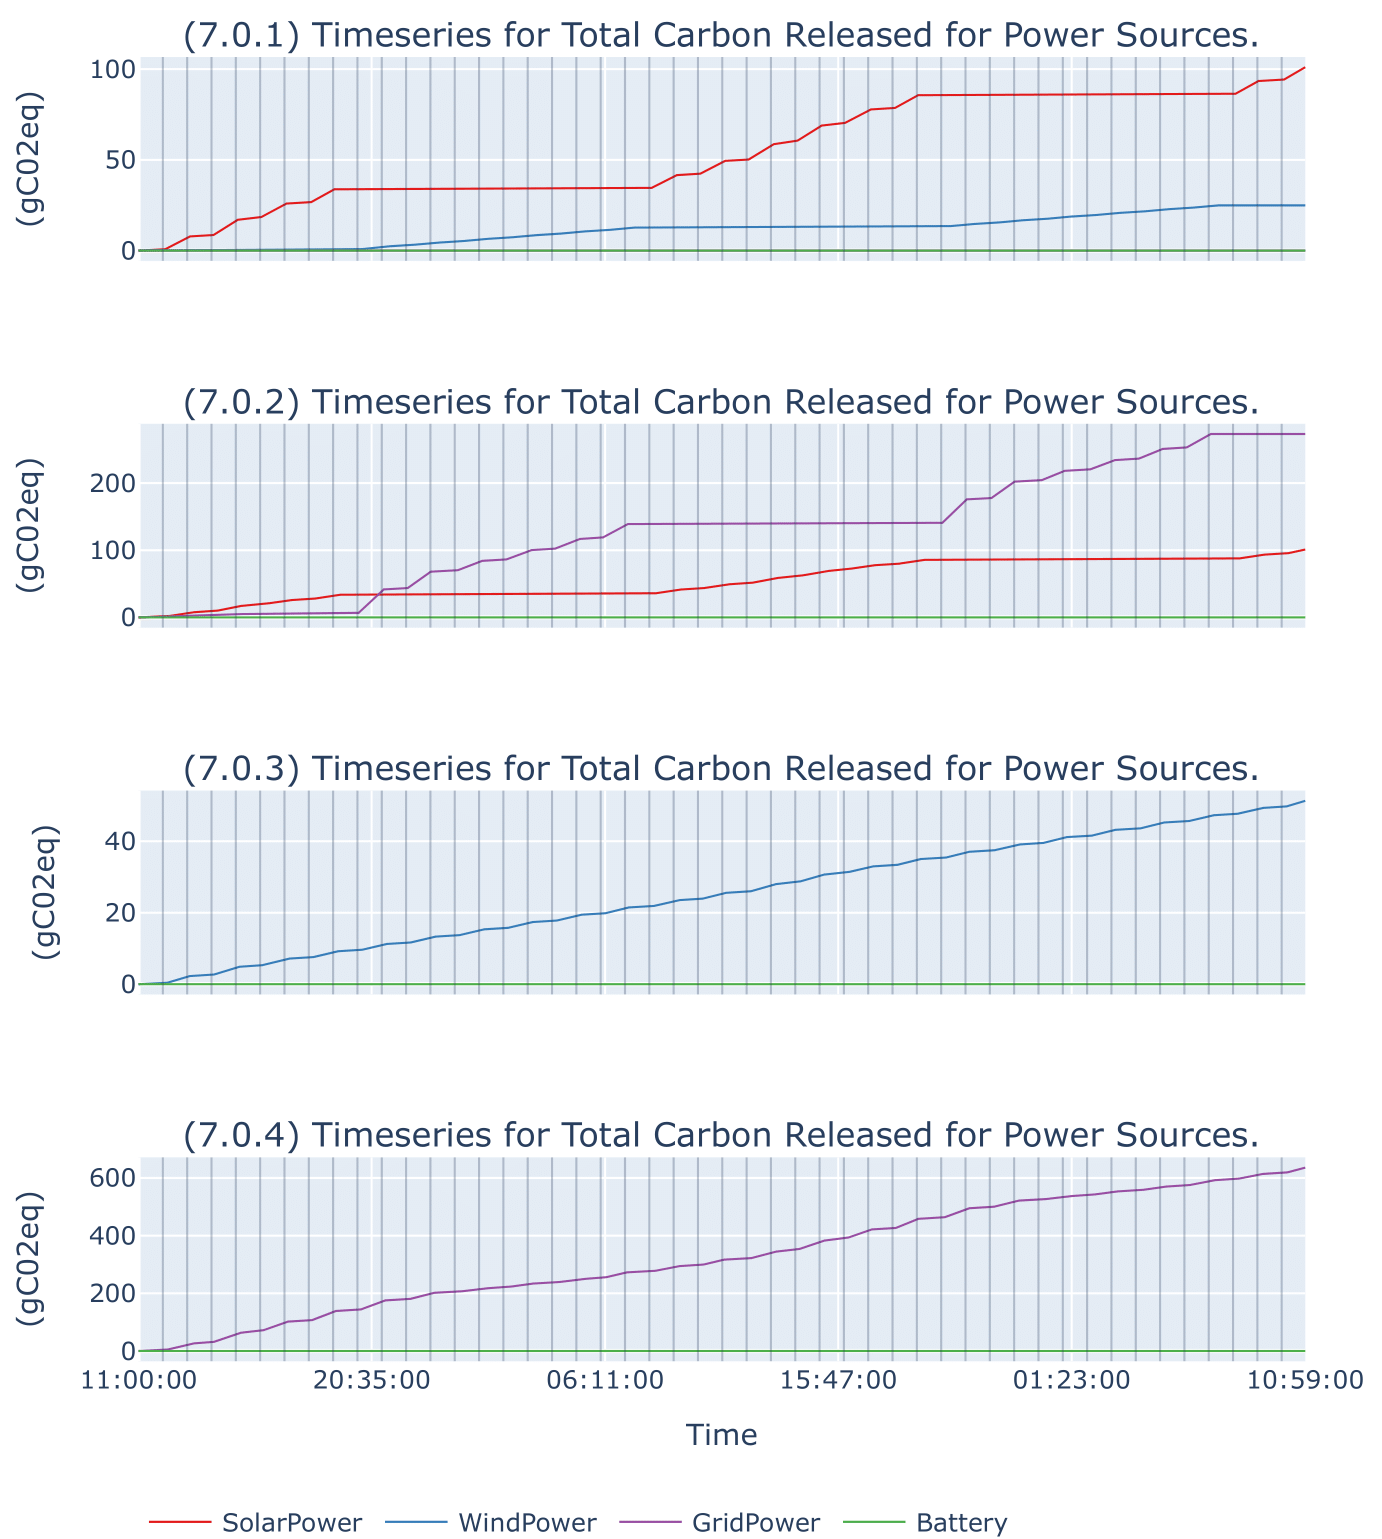 (7.0.1) Timeseries for Total Carbon Released for Power Sources.
(gC02eq)
100
50
0
(7.0.2) Timeseries for Total Carbon Released for Power Sources.
(gC02eq)
200
100
0
(7.0.3) Timeseries for Total Carbon Released for Power Sources.
(gC02eq)
40
20
0
(7.0.4) Timeseries for Total Carbon Released for Power Sources.
(gC02eq)
600
400
200
0
11:00:00 20:35:00 06:11:00 15:47:00 01:23:00 10:59:00
Time
SolarPower WindPower GridPower Battery